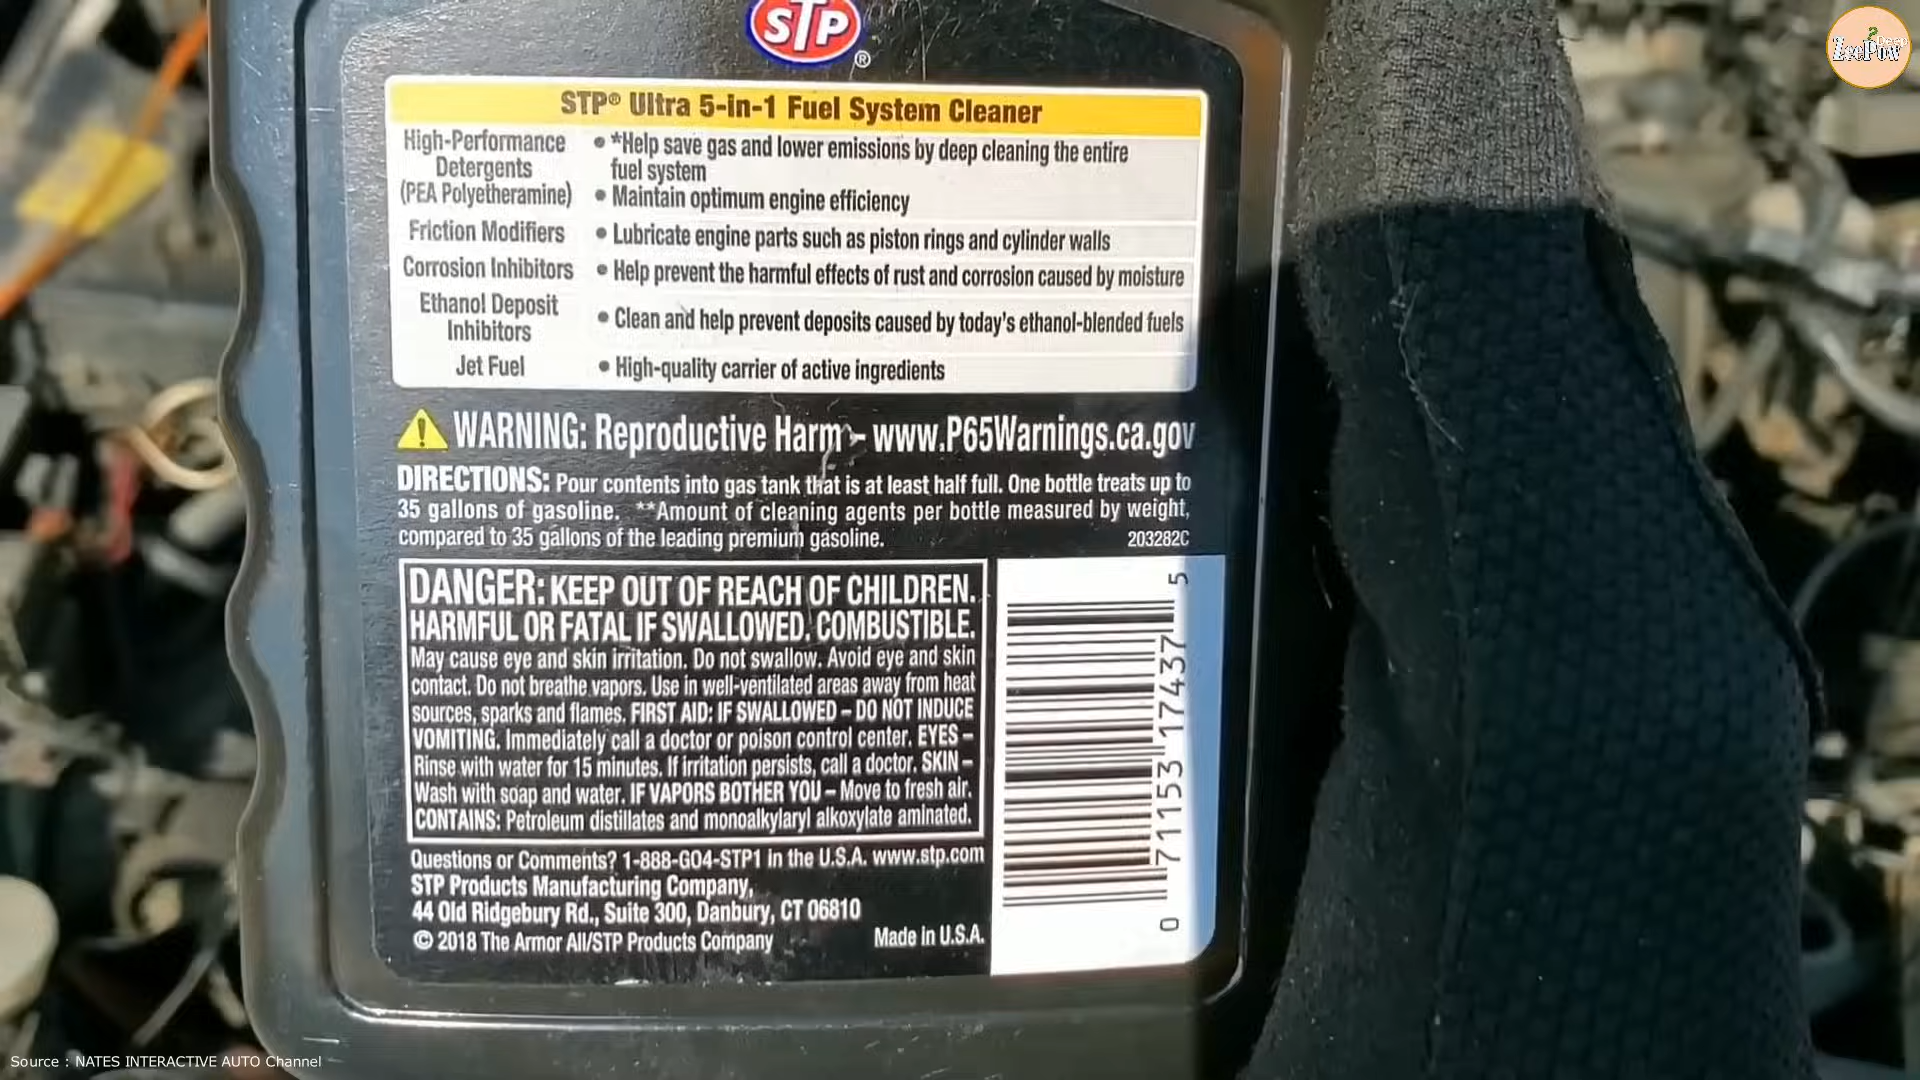 STP
®
STP® Ultra 5-in-1 Fuel System Cleaner
High-Performance
Detergents
(PEA Polyetheramine)
• *Help save gas and lower emissions by deep cleaning the entire
fuel system
• Maintain optimum engine efficiency
Friction Modifiers
• Lubricate engine parts such as piston rings and cylinder walls
Corrosion Inhibitors
• Help prevent the harmful effects of rust and corrosion caused by moisture
Ethanol Deposit
Inhibitors
• Clean and help prevent deposits caused by today's ethanol-blended fuels
Jet Fuel
• High-quality carrier of active ingredients
WARNING: Reproductive Harm - www.P65Warnings.ca.gov
DIRECTIONS: Pour contents into gas tank that is at least half full. One bottle treats up to
35 gallons of gasoline. **Amount of cleaning agents per bottle measured by weight,
compared to 35 gallons of the leading premium gasoline.
203282C
DANGER: KEEP OUT OF REACH OF CHILDREN.
HARMFUL OR FATAL IF SWALLOWED. COMBUSTIBLE.
May cause eye and skin irritation. Do not swallow. Avoid eye and skin
contact. Do not breathe vapors. Use in well-ventilated areas away from heat
sources, sparks and flames. FIRST AID: IF SWALLOWED – DO NOT INDUCE
VOMITING. Immediately call a doctor or poison control center. EYES –
Rinse with water for 15 minutes. If irritation persists, call a doctor. SKIN –
Wash with soap and water. IF VAPORS BOTHER YOU – Move to fresh air.
CONTAINS: Petroleum distillates and monoalkylaryl alkoxylate aminated.
0 71153 17437 5
Questions or Comments? 1-888-GO4-STP1 in the U.S.A. www.stp.com
STP Products Manufacturing Company,
44 Old Ridgebury Rd., Suite 300, Danbury, CT 06810
© 2018 The Armor All/STP Products Company
Made in U.S.A.
Source : NATES INTERACTIVE AUTO Channel